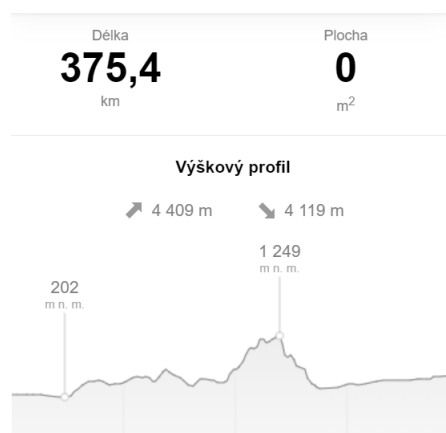 Délka Plocha
375,4 0
km m²
Výškový profil
4 409 m 4 119 m
1 249
m n. m.
202
m n. m.